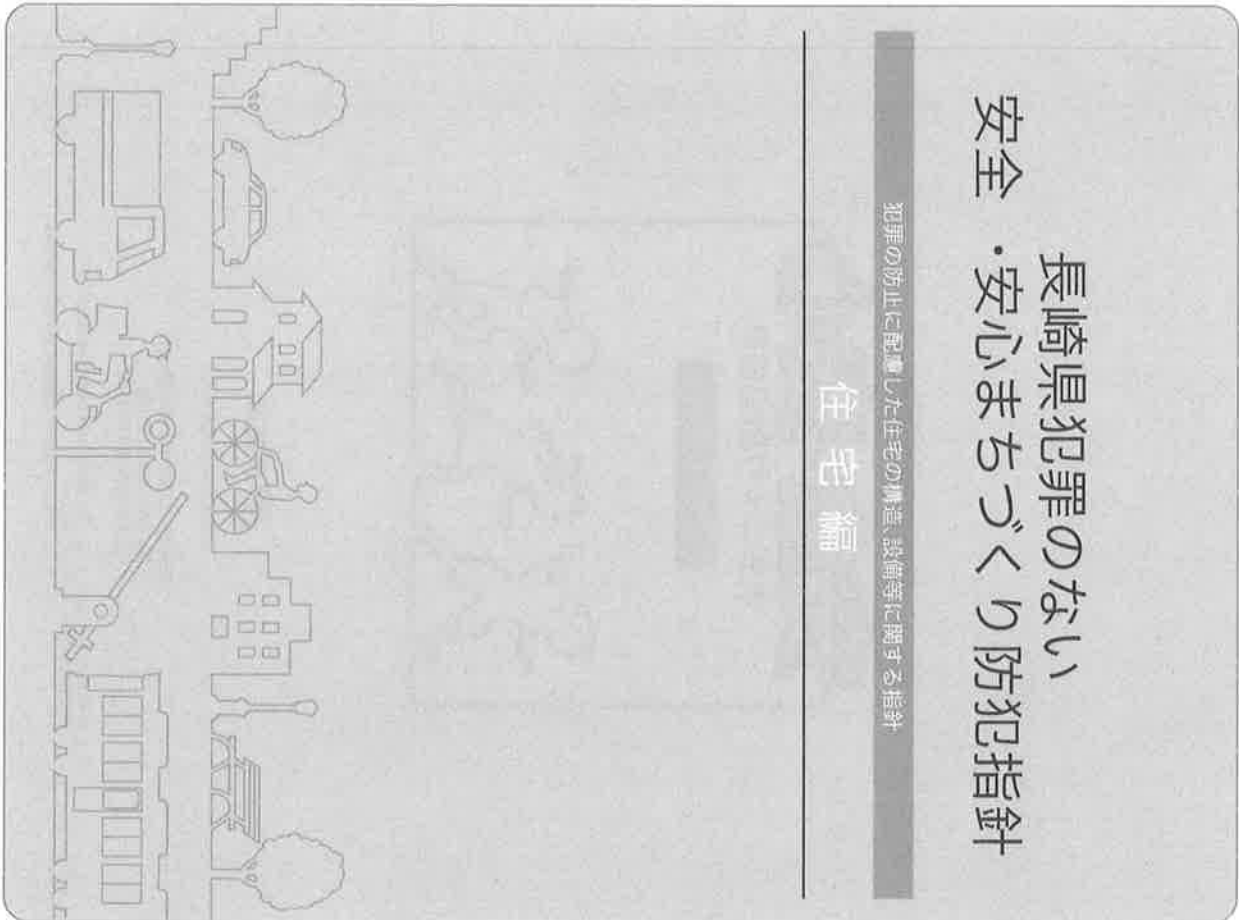 長崎県犯罪のない
安全・安心まちづくり防犯指針
犯罪の防止に配慮した住宅の構造、設備等に関する指針
住宅編